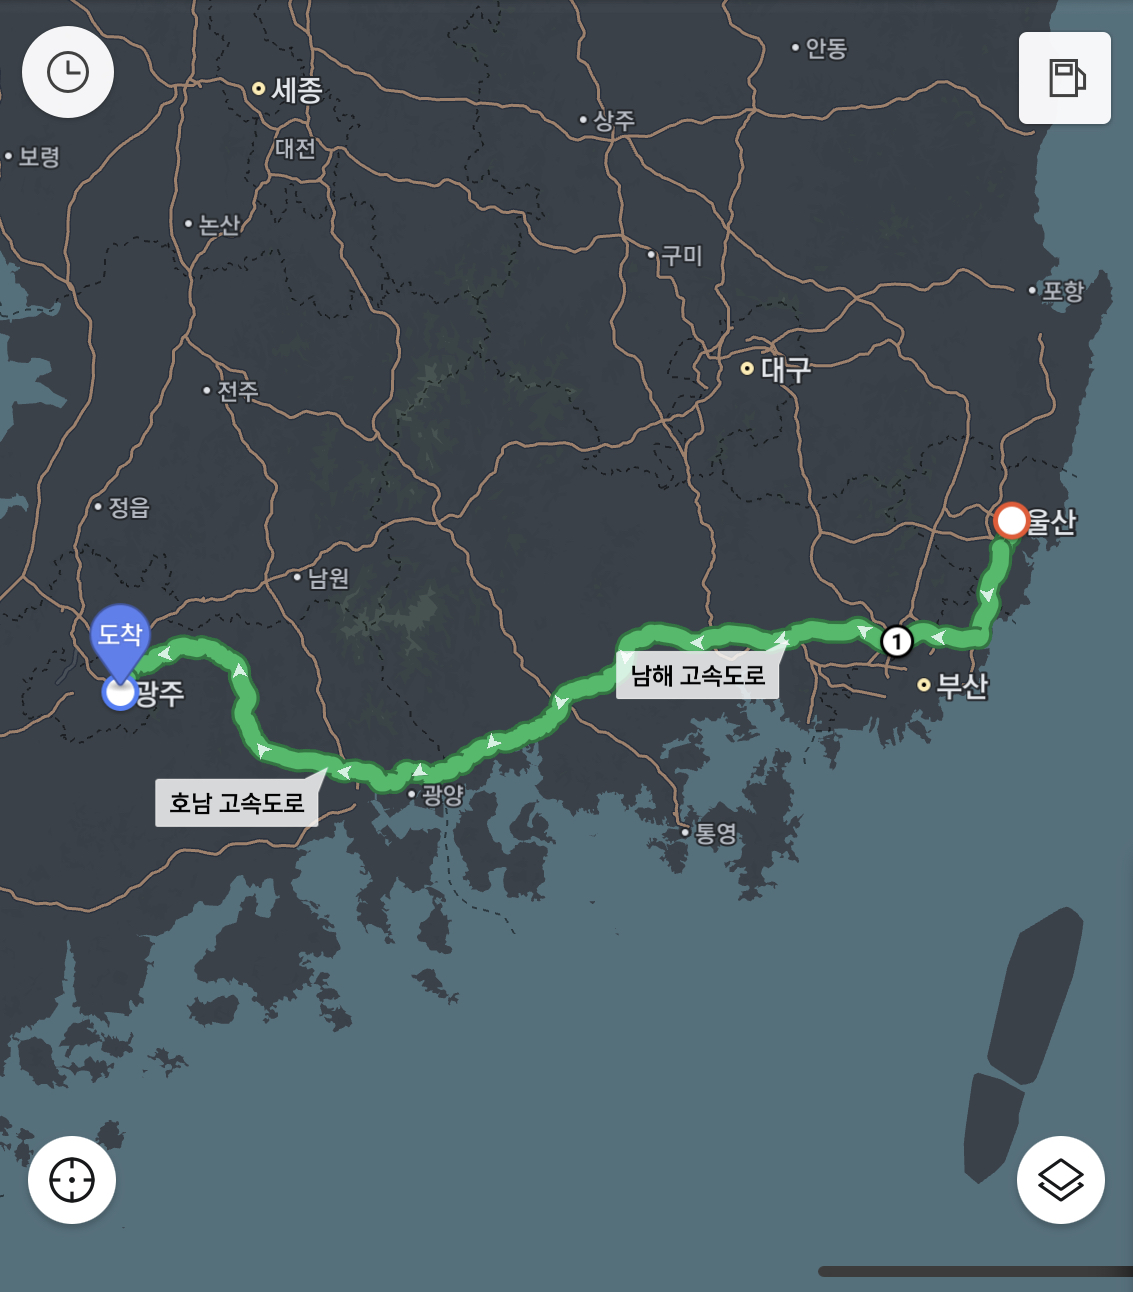 안동
세종
상주
대전
보령
논산
구미
포항
대구
전주
정읍
울산
남원
도착
1
남해 고속도로
부산
광주
광양
호남 고속도로
통영